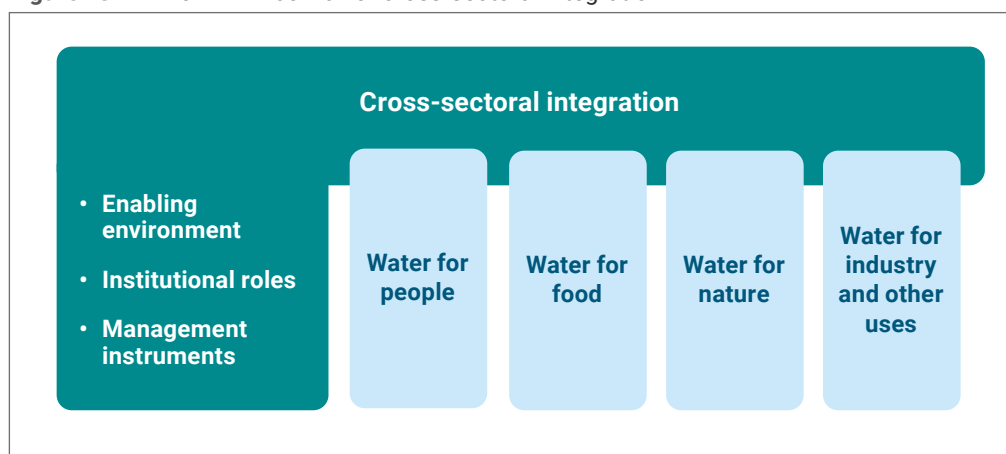 Cross-sectoral integration
• Enabling
environment
• Institutional roles
• Management
instruments
Water for
people
Water for
food
Water for
nature
Water for
industry
and other
uses